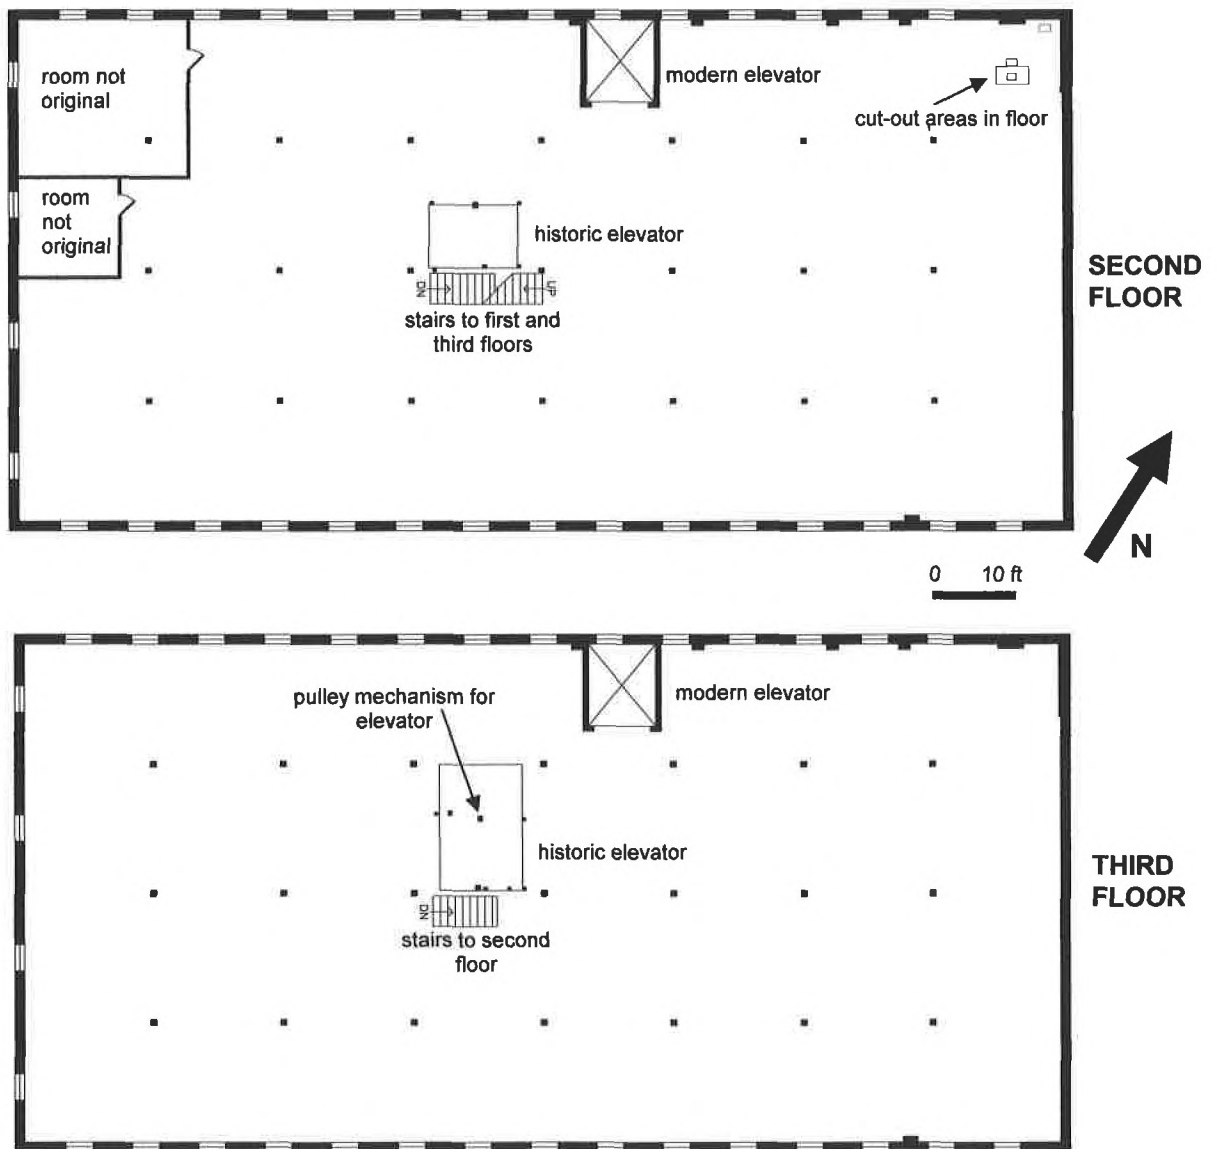 room not
original
modern elevator
cut-out areas in floor
room
not
original
historic elevator
DN
UP
stairs to first and
third floors
SECOND
FLOOR
N
0 10 ft
pulley mechanism for
elevator
modern elevator
historic elevator
DN
stairs to second
floor
THIRD
FLOOR